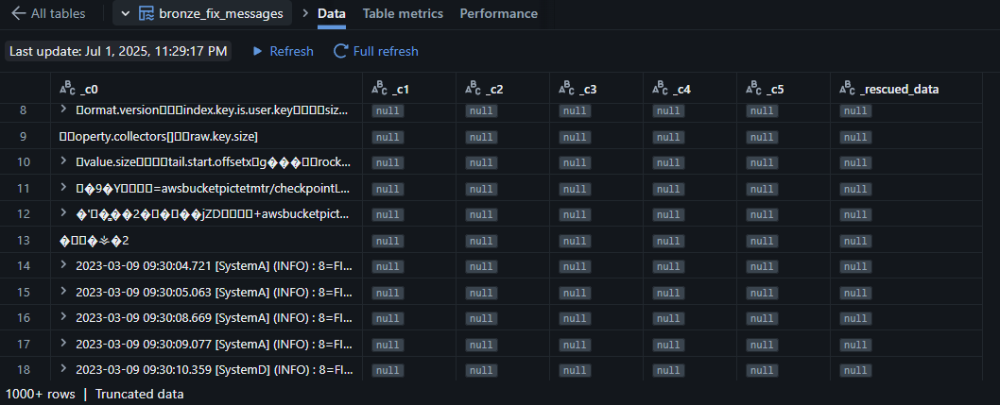 All tables
bronze_fix_messages
Data
Table metrics
Performance
Last update: Jul 1, 2025, 11:29:17 PM
Refresh
Full refresh
_c0 _c1 _c2 _c3 _c4 _c5 _rescued_data
8 ormat.version index.key.is.user.key siz... null null null null null null
9 operty.collectors[] raw.key.size] null null null null null null
10 value.size tail.start.offsetx g��� rock... null null null null null null
11 �9�Y =awsbucketpictetmtr/checkpointL... null null null null null null
12 2 jZD +awsbucketpict... null null null null null null
13 �2 null null null null null null
14 2023-03-09 09:30:04.721 [SystemA] (INFO) : 8=FI... null null null null null null
15 2023-03-09 09:30:05.063 [SystemA] (INFO) : 8=FI... null null null null null null
16 2023-03-09 09:30:08.669 [SystemA] (INFO) : 8=FI... null null null null null null
17 2023-03-09 09:30:09.077 [SystemA] (INFO) : 8=FI... null null null null null null
18 2023-03-09 09:30:10.359 [SystemD] (INFO) : 8=FI... null null null null null null
1000+ rows | Truncated data